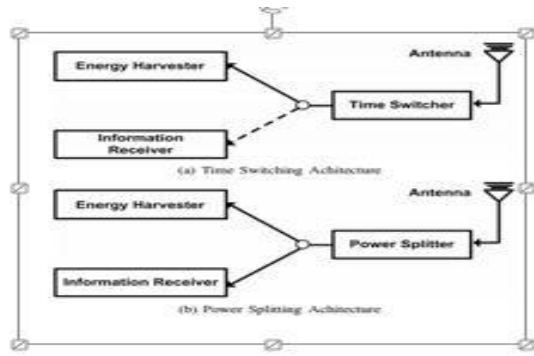 Energy Harvester
Antenna
Time Switcher
Information
Receiver
(a) Time Switching Achitecture
Energy Harvester
Antenna
Power Splitter
Information Receiver
(b) Power Splitting Achitecture